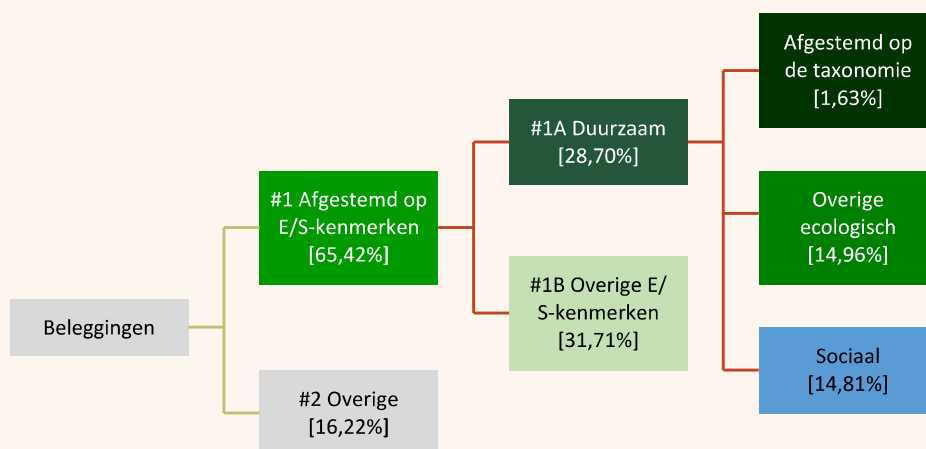 Beleggingen
#1 Afgestemd op
E/S-kenmerken
[65,42%]
#2 Overige
[16,22%]
#1A Duurzaam
[28,70%]
#1B Overige E/
S-kenmerken
[31,71%]
Afgestemd op
de taxonomie
[1,63%]
Overige
ecologisch
[14,96%]
Sociaal
[14,81%]